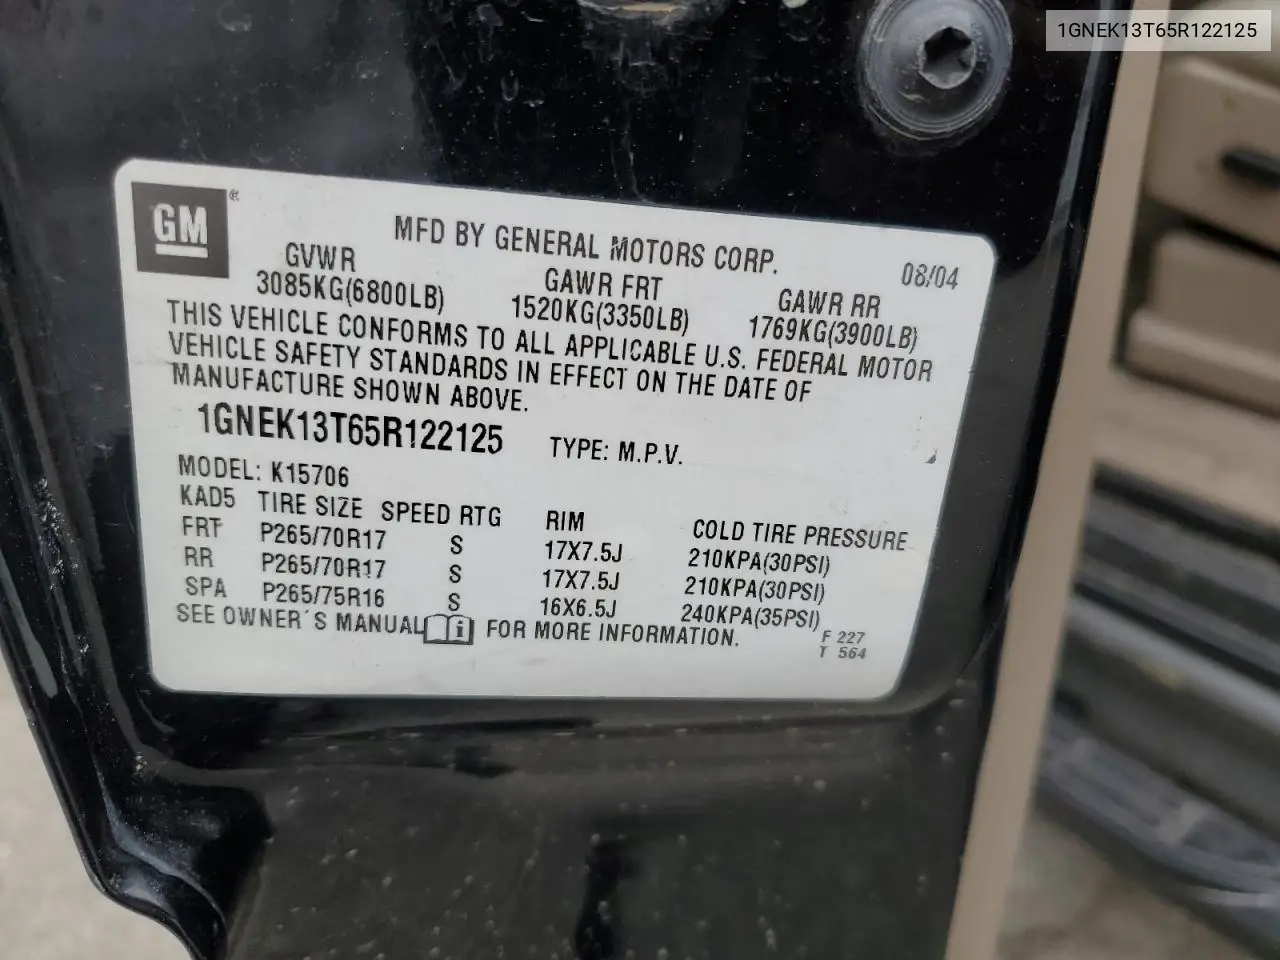 1GNEK13T65R122125
GM®
MFD BY GENERAL MOTORS CORP.
08/04
GVWR GAWR FRT GAWR RR
3085KG(6800LB) 1520KG(3350LB) 1769KG(3900LB)
THIS VEHICLE CONFORMS TO ALL APPLICABLE U.S. FEDERAL MOTOR
VEHICLE SAFETY STANDARDS IN EFFECT ON THE DATE OF
MANUFACTURE SHOWN ABOVE.
1GNEK13T65R122125 TYPE: M.P.V.
MODEL: K15706
KAD5 TIRE SIZE SPEED RTG RIM COLD TIRE PRESSURE
FRT P265/70R17 S 17X7.5J 210KPA(30PSI)
RR P265/70R17 S 17X7.5J 210KPA(30PSI)
SPA P265/75R16 S 16X6.5J 240KPA(35PSI)
SEE OWNER'S MANUAL i FOR MORE INFORMATION.
F 227
T 564